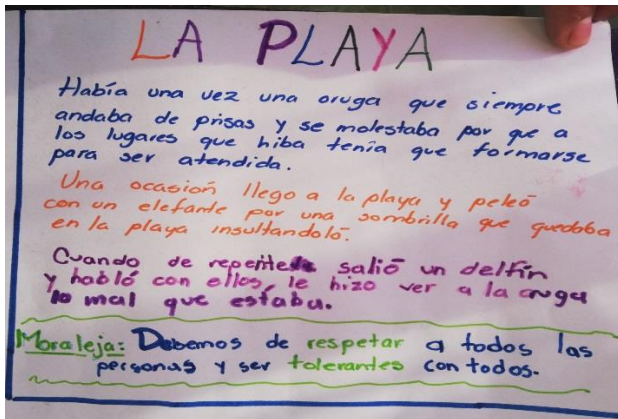 LA PLAYA
Había una vez una oruga que siempre
andaba de prisas y se molestaba por que a
los lugares que hiba tenía que formarse
para ser atendida.
Una ocasión llego a la playa y peleó
con un elefante por una sombrilla que quedaba
en la playa insultandoló.
Cuando de repente salió un delfín
y habló con ellos, le hizo ver a la oruga
lo mal que estaba.
Moraleja: Debemos de respetar a todos las
personas y ser tolerantes con todos.